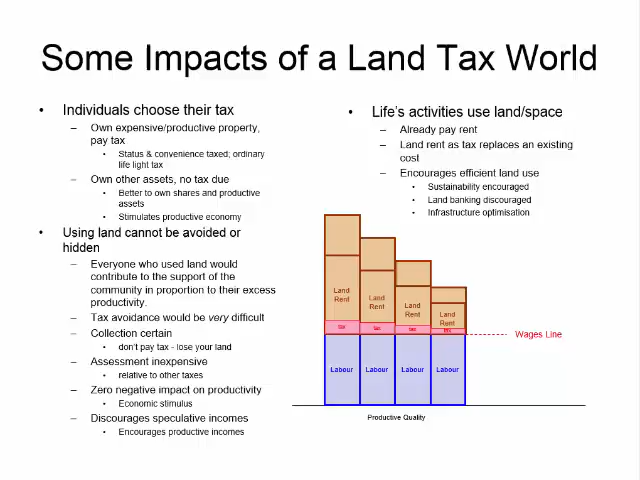 Some Impacts of a Land Tax World
• Individuals choose their tax
– Own expensive/productive property,
pay tax
• Status & convenience taxed; ordinary
life light tax
– Own other assets, no tax due
• Better to own shares and productive
assets
• Stimulates productive economy
• Using land cannot be avoided or
hidden
– Everyone who used land would
contribute to the support of the
community in proportion to their excess
productivity.
– Tax avoidance would be very difficult
– Collection certain
• don't pay tax - lose your land
– Assessment inexpensive
• relative to other taxes
– Zero negative impact on productivity
• Economic stimulus
– Discourages speculative incomes
• Encourages productive incomes
• Life's activities use land/space
– Already pay rent
– Land rent as tax replaces an existing
cost
– Encourages efficient land use
• Sustainability encouraged
• Land banking discouraged
• Infrastructure optimisation
Land
Rent
Land
Rent
Land
Rent
Land
Rent
tax
tax
tax
tax
Wages Line
Labour
Labour
Labour
Labour
Productive Quality